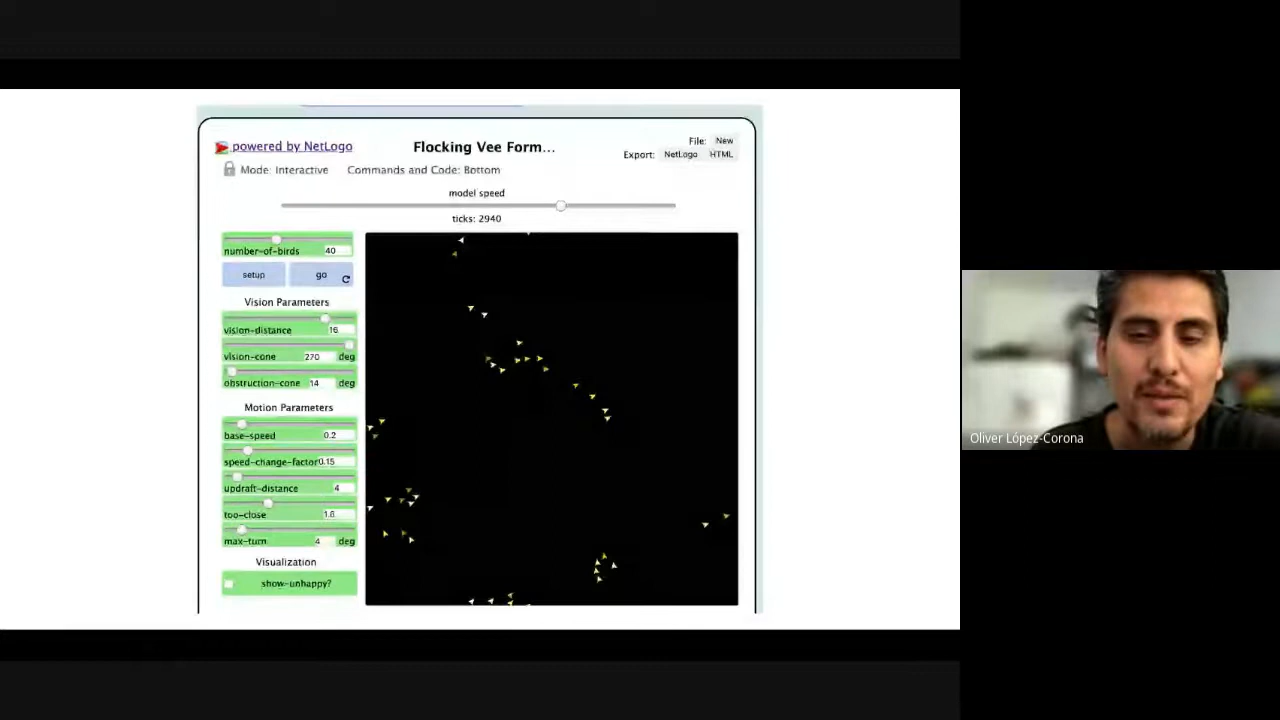 powered by NetLogo
Flocking Vee Form...
File: New
Export: NetLogo HTML
Mode: Interactive Commands and Code: Bottom
model speed
ticks: 2940
number-of-birds 40
setup go
Vision Parameters
vision-distance 16
vision-cone 270 deg
obstruction-cone 14 deg
Motion Parameters
base-speed 0.2
speed-change-factor 0.15
updraft-distance 4
too-close 1.8
max-turn 4 deg
Visualization
show-unhappy?
Oliver López-Corona